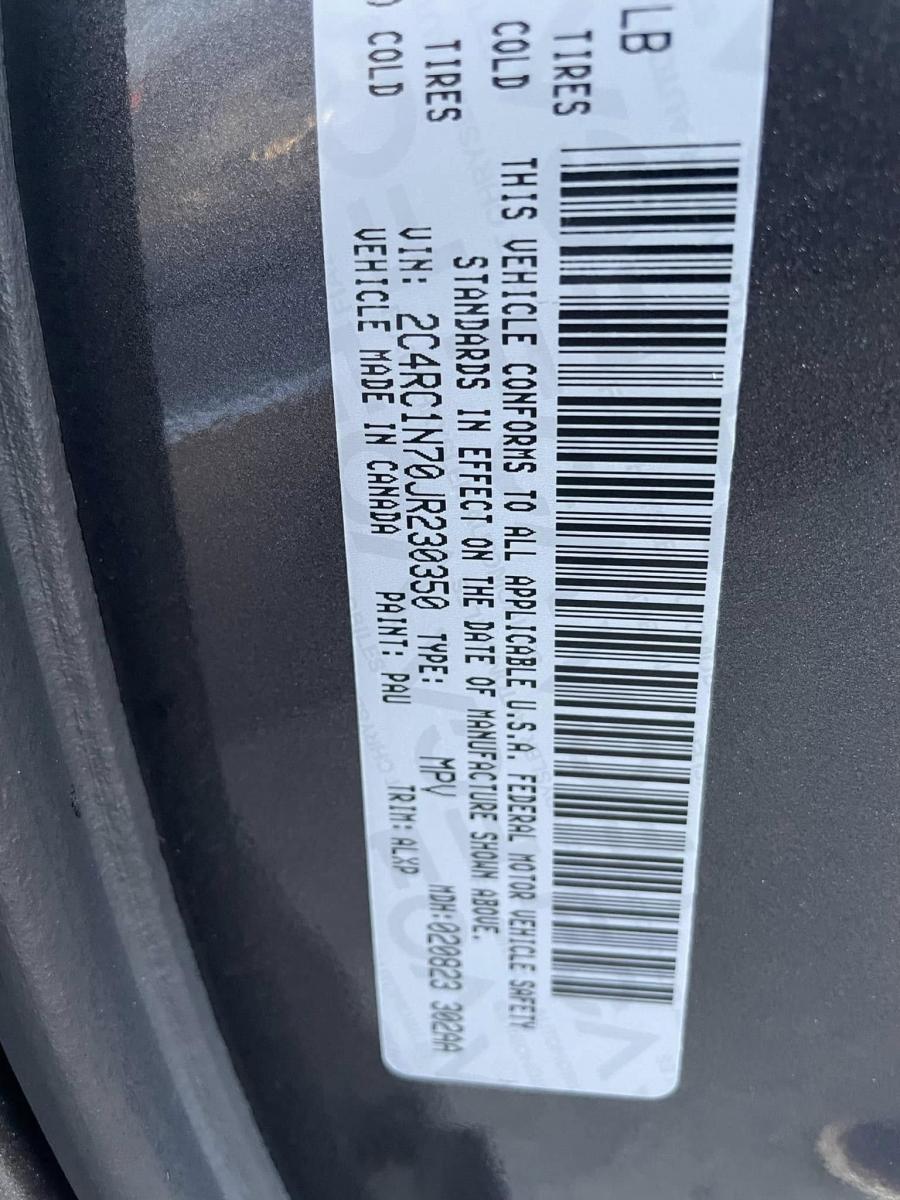 LB
TIRES COLD
TIRES ) COLD
THIS VEHICLE CONFORMS TO ALL APPLICABLE U.S.A. FEDERAL MOTOR VEHICLE SAFETY
STANDARDS IN EFFECT ON THE DATE OF MANUFACTURE SHOWN ABOVE.
VIN: 2C4RC1N70JR230350 TYPE: MPV MDH:020823 302AA
VEHICLE MADE IN CANADA PAINT: PAU TRIM:ALXP